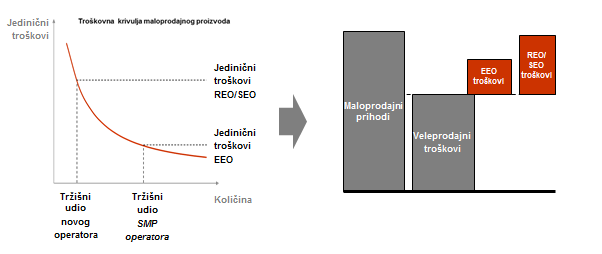 Jedinični
troškovi
Troškovna krivulja maloprodajnog proizvoda
Jedinični
troškovi
REO/SEO
Jedinični
troškovi
EEO
Tržišni
udio
novog
operatora
Tržišni
udio
SMP
operatora
Količina
Maloprodajni
prihodi
Veleprodajni
troškovi
EEO
troškovi
REO/
SEO
troškovi